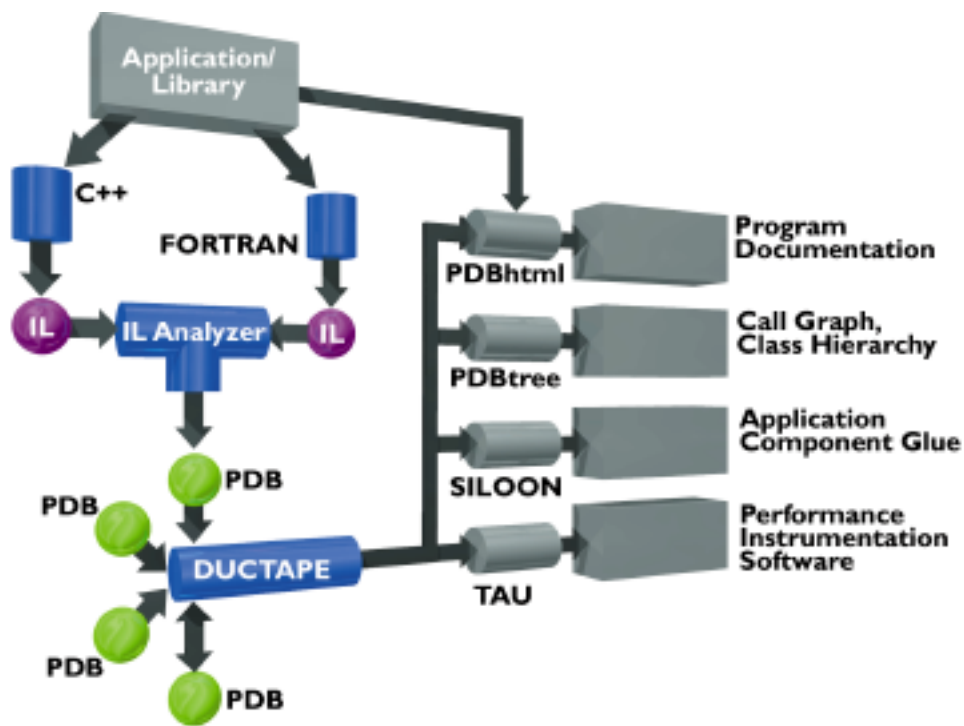 Application/
Library
C++
FORTRAN
IL
IL Analyzer
IL
PDB
PDB
DUCTAPE
PDB
PDB
PDBhtml
Program
Documentation
PDBtree
Call Graph,
Class Hierarchy
SILOON
Application
Component Glue
TAU
Performance
Instrumentation
Software